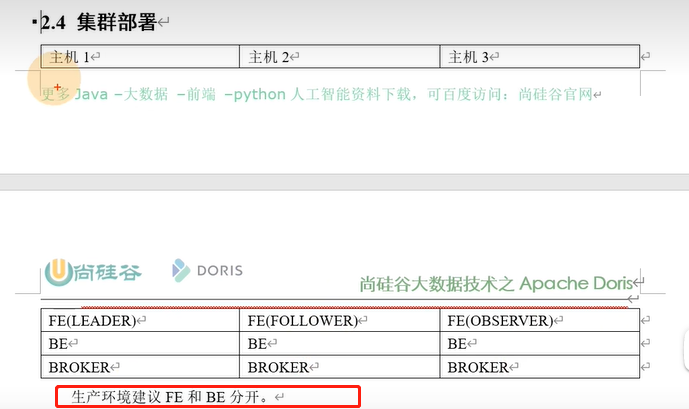 2.4 集群部署
主机 1 主机 2 主机 3
更多 Java –大数据 –前端 –python 人工智能资料下载，可百度访问：尚硅谷官网
尚硅谷 DORIS
尚硅谷大数据技术之 Apache Doris
FE(LEADER) FE(FOLLOWER) FE(OBSERVER)
BE BE BE
BROKER BROKER BROKER
生产环境建议 FE 和 BE 分开。